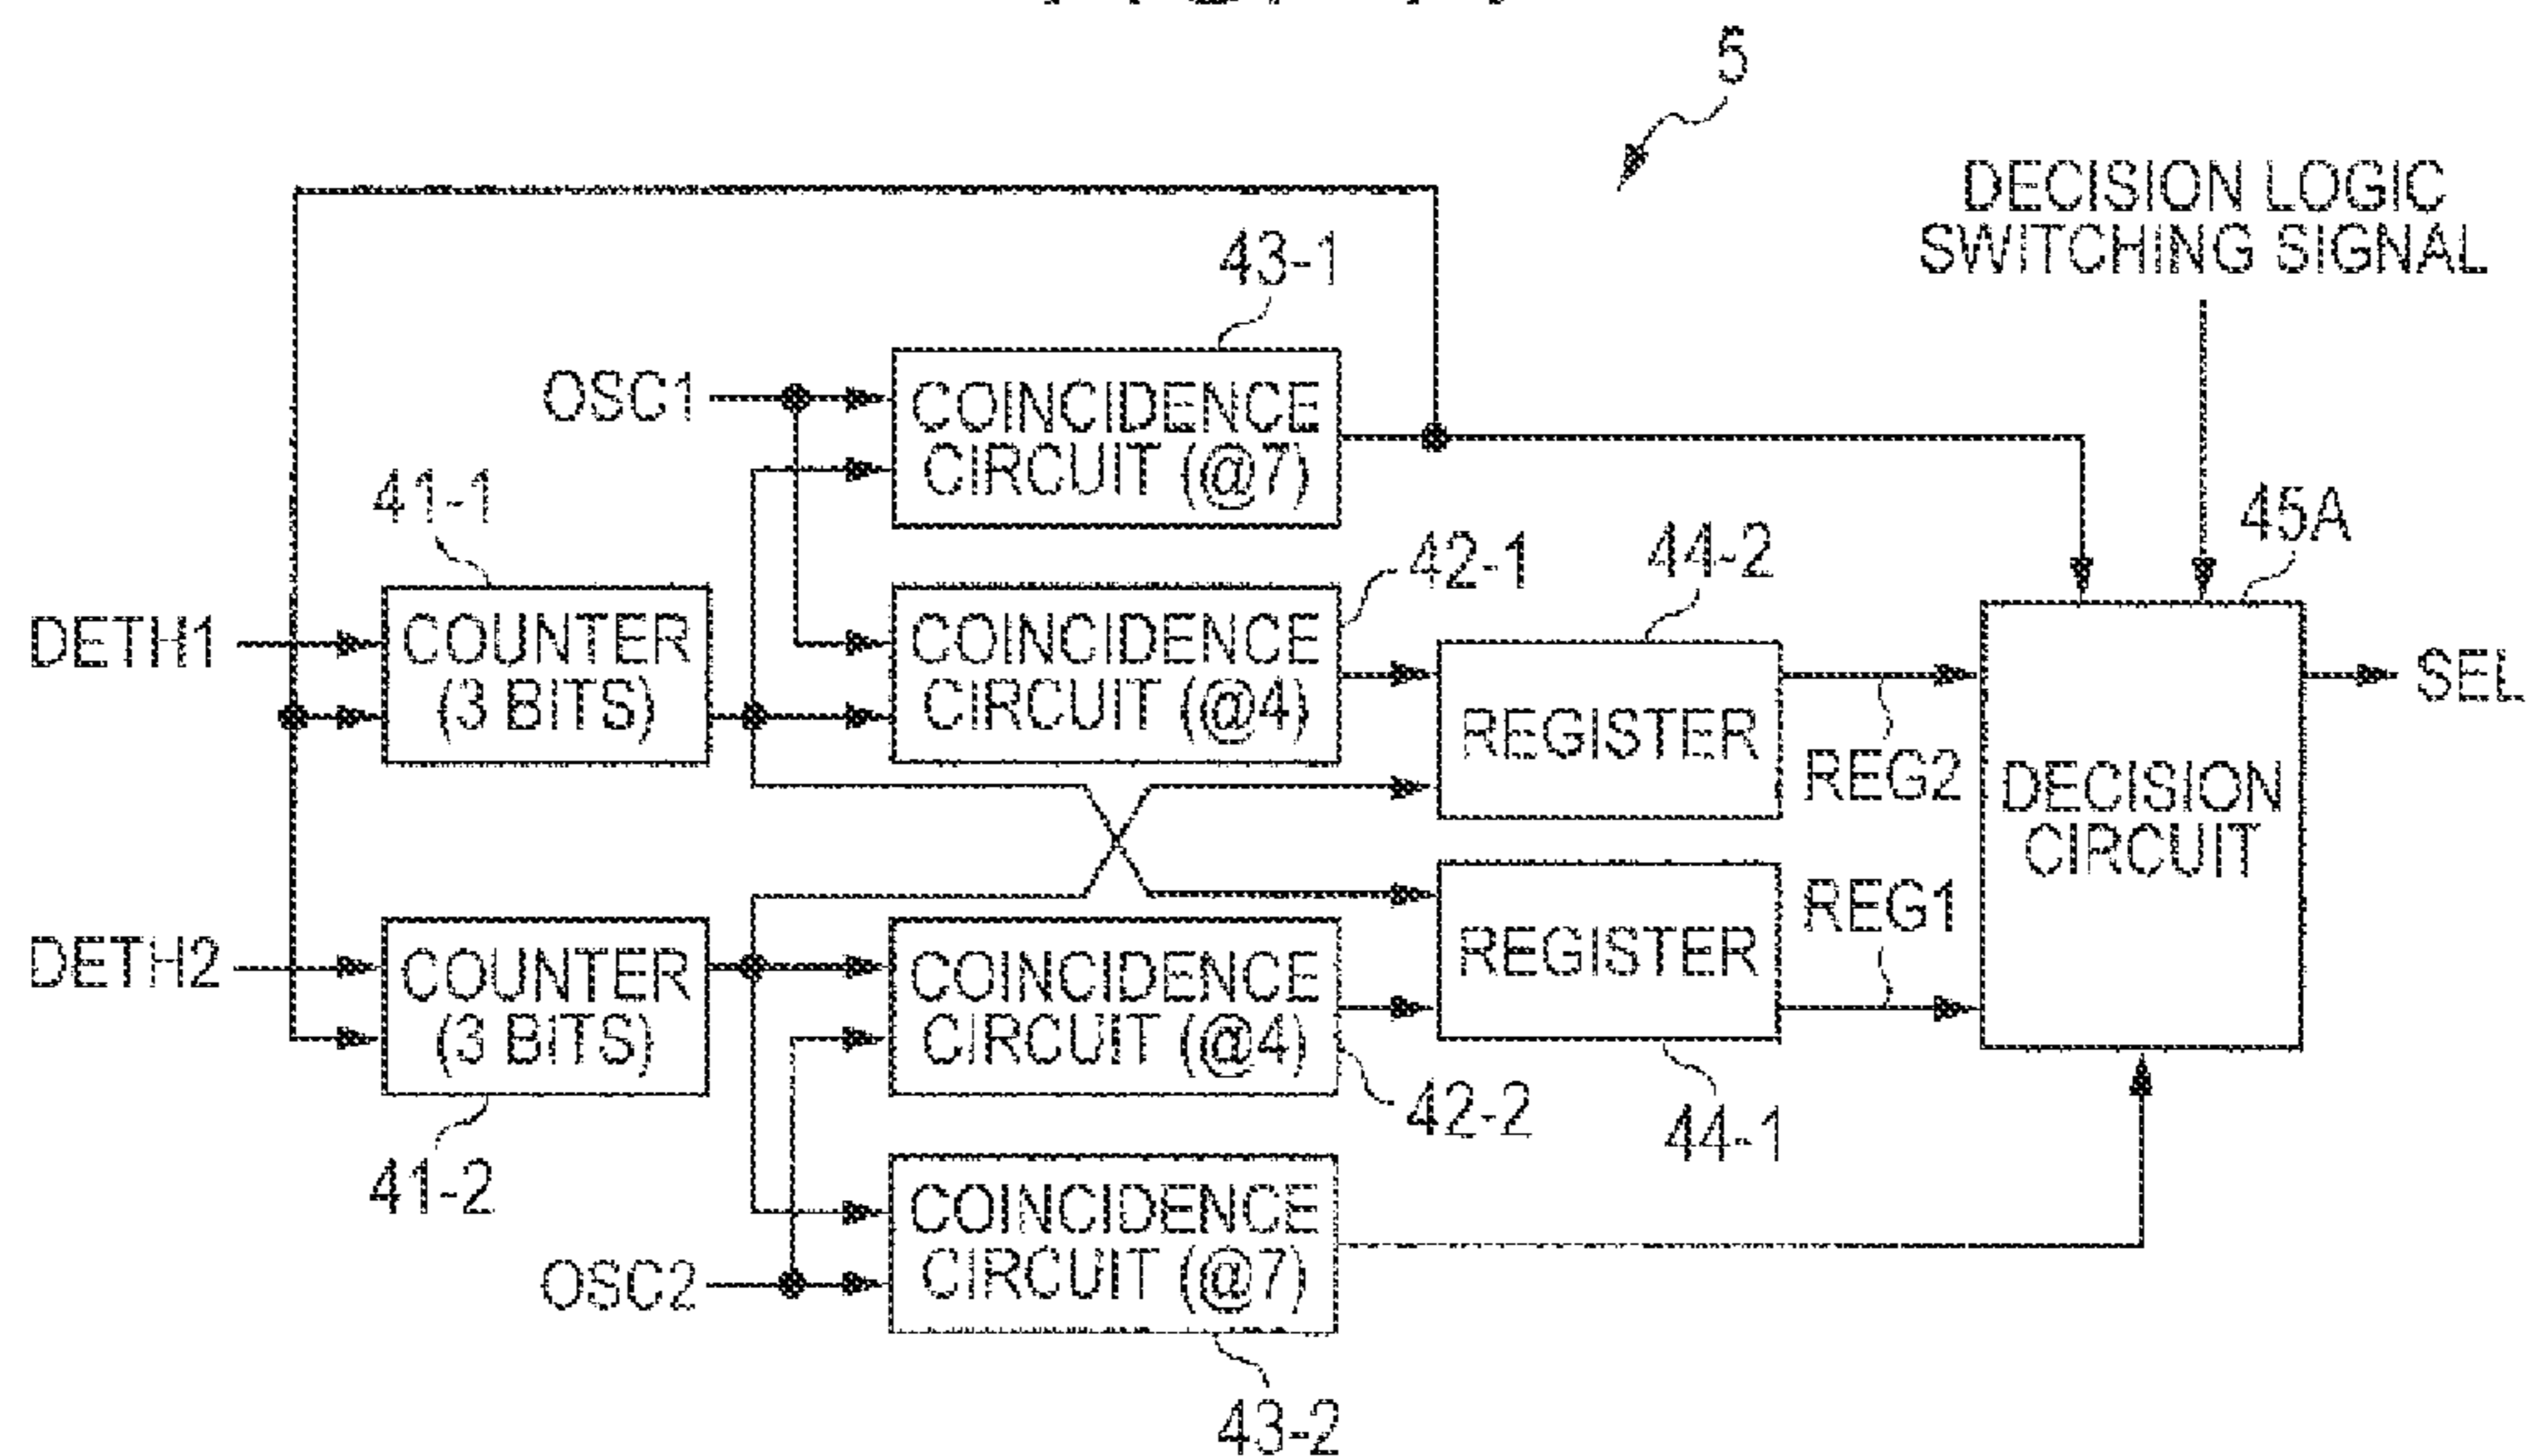 5
DECISION LOGIC
SWITCHING SIGNAL
43-1
OSC1
COINCIDENCE
CIRCUIT (@7)
41-1
45A
42-1
44-2
DETH1
COUNTER
(3 BITS)
COINCIDENCE
CIRCUIT (@4)
REGISTER
REG2
DECISION
CIRCUIT
SEL
DETH2
COUNTER
(3 BITS)
COINCIDENCE
CIRCUIT (@4)
REGISTER
REG1
41-2
42-2
44-1
OSC2
COINCIDENCE
CIRCUIT (@7)
43-2